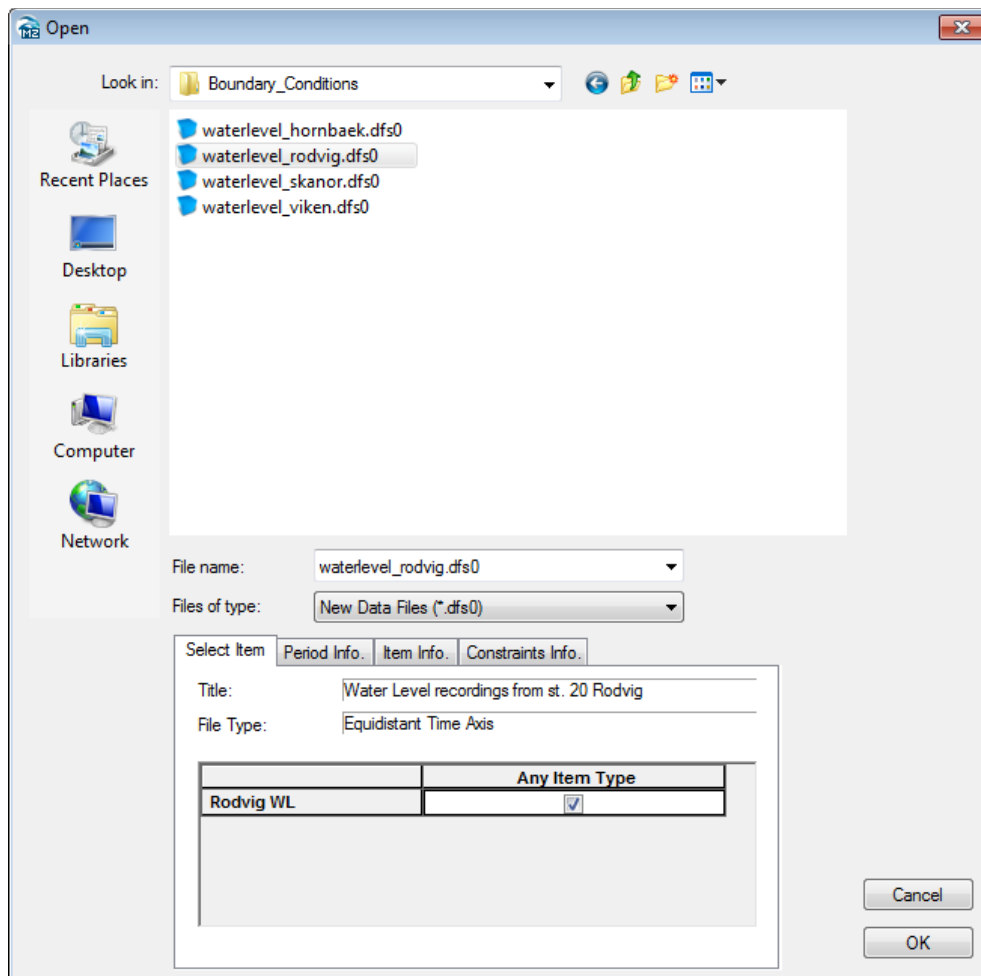 M2 Open
Look in: Boundary_Conditions
waterlevel_hornbaek.dfs0
waterlevel_rodvig.dfs0
waterlevel_skanor.dfs0
waterlevel_viken.dfs0
Recent Places
Desktop
Libraries
Computer
Network
File name: waterlevel_rodvig.dfs0
Files of type: New Data Files (*.dfs0)
Select Item Period Info. Item Info. Constraints Info.
Title: Water Level recordings from st. 20 Rodvig
File Type: Equidistant Time Axis
Any Item Type
Rodvig WL
Cancel
OK